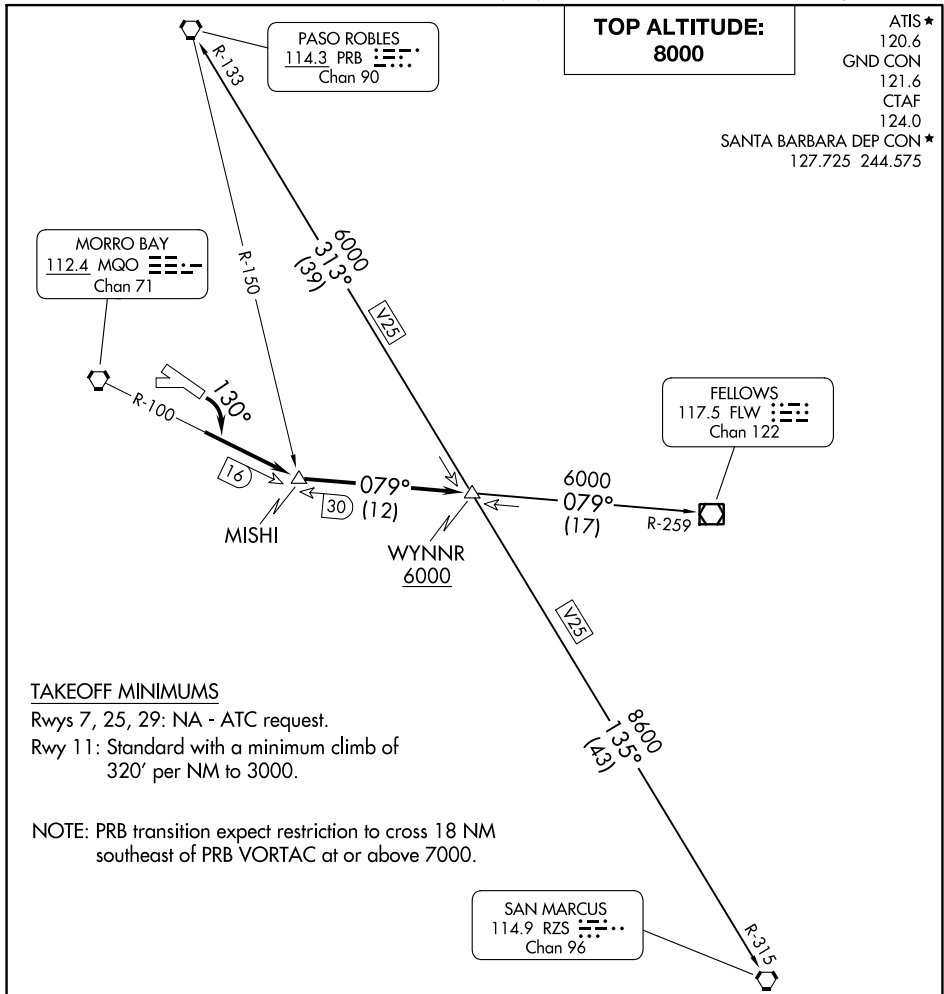 TOP ALTITUDE:
8000
ATIS ★
120.6
GND CON
121.6
CTAF
124.0
SANTA BARBARA DEP CON ★
127.725 244.575
PASO ROBLES
114.3 PRB
Chan 90
R-133
6000
313°
(39)
V25
R-150
MORRO BAY
112.4 MQO
Chan 71
R-100
130°
16
30
MISHI
079°
(12)
WYNNR
6000
6000
079°
(17)
R-259
FELLOWS
117.5 FLW
Chan 122
V25
8600
135°
(43)
R-315
SAN MARCUS
114.9 RZS
Chan 96
TAKEOFF MINIMUMS
Rwys 7, 25, 29: NA - ATC request.
Rwy 11: Standard with a minimum climb of
320' per NM to 3000.
NOTE: PRB transition expect restriction to cross 18 NM
southeast of PRB VORTAC at or above 7000.